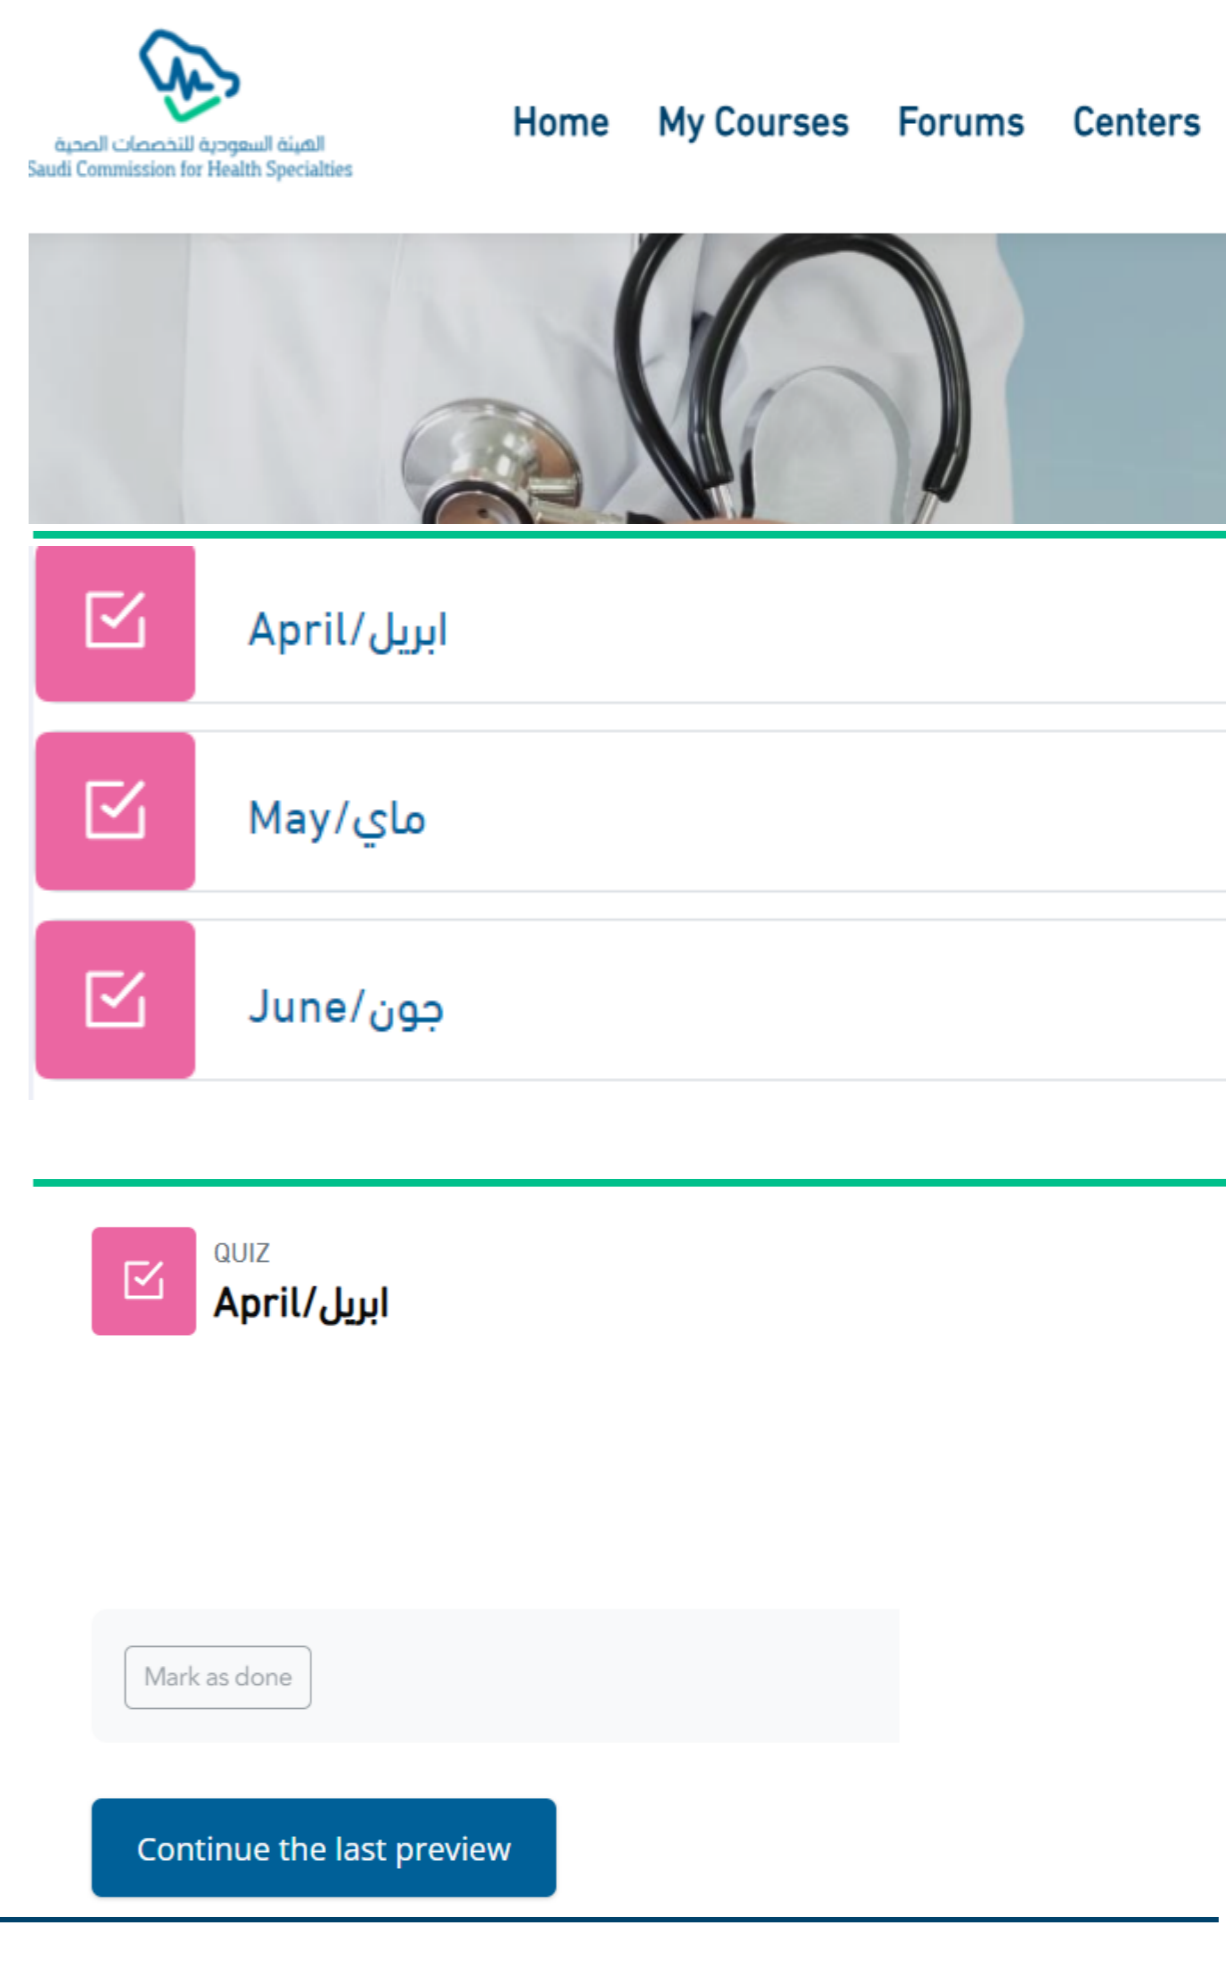 الهيئة السعودية للتخصصات الصحية
Saudi Commission for Health Specialties
Home My Courses Forums Centers
April/ابريل
May/ماي
June/جون
QUIZ
April/ابريل
Mark as done
Continue the last preview